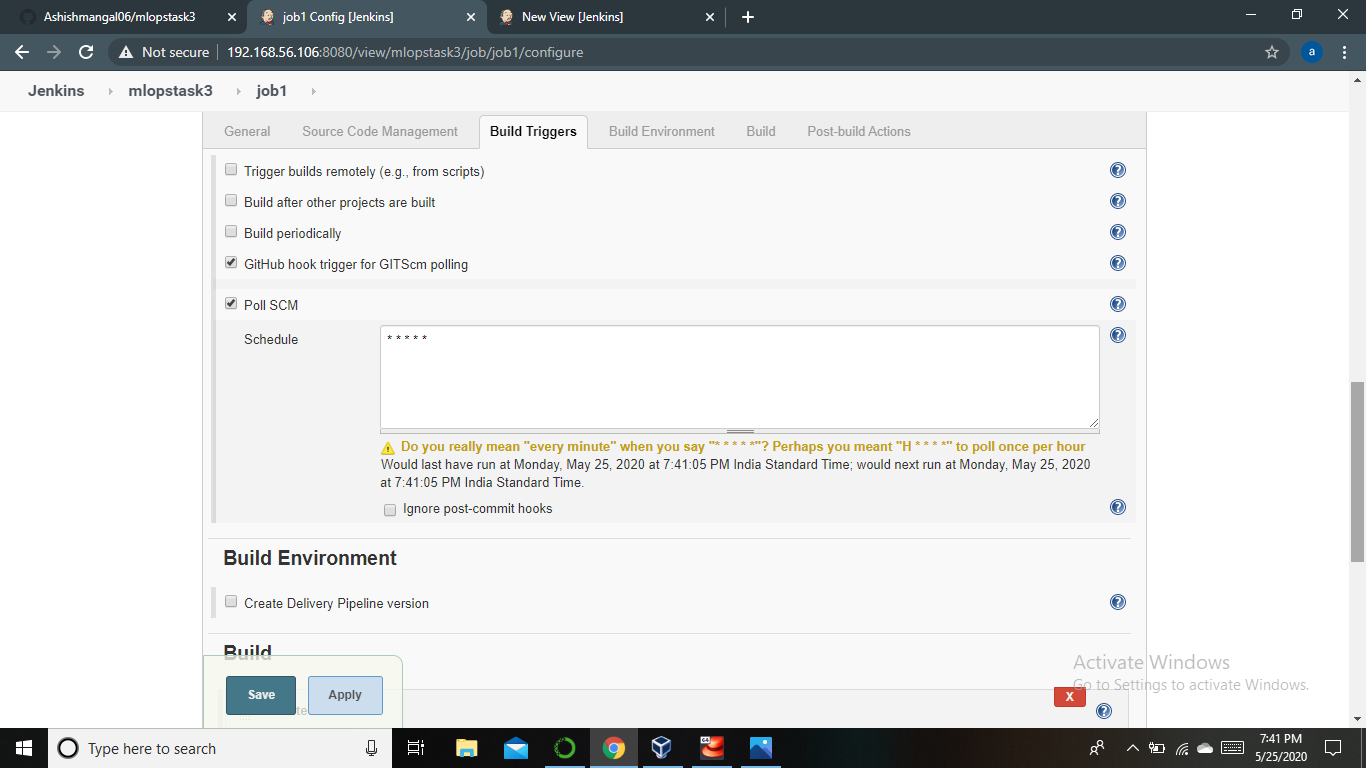 Ashishmangal06/mlopstask3
job1 Config [Jenkins]
New View [Jenkins]
Not secure
192.168.56.106:8080/view/mlopstask3/job/job1/configure
a
Jenkins
mlopstask3
job1
General
Source Code Management
Build Triggers
Build Environment
Build
Post-build Actions
Trigger builds remotely (e.g., from scripts)
Build after other projects are built
Build periodically
GitHub hook trigger for GITScm polling
Poll SCM
Schedule
* * * * *
Do you really mean "every minute" when you say "* * * * *"? Perhaps you meant "H * * * *" to poll once per hour
Would last have run at Monday, May 25, 2020 at 7:41:05 PM India Standard Time; would next run at Monday, May 25, 2020
at 7:41:05 PM India Standard Time.
Ignore post-commit hooks
Build Environment
Create Delivery Pipeline version
Build
Save
Apply
X
Activate Windows
Go to Settings to activate Windows.
Type here to search
7:41 PM
5/25/2020